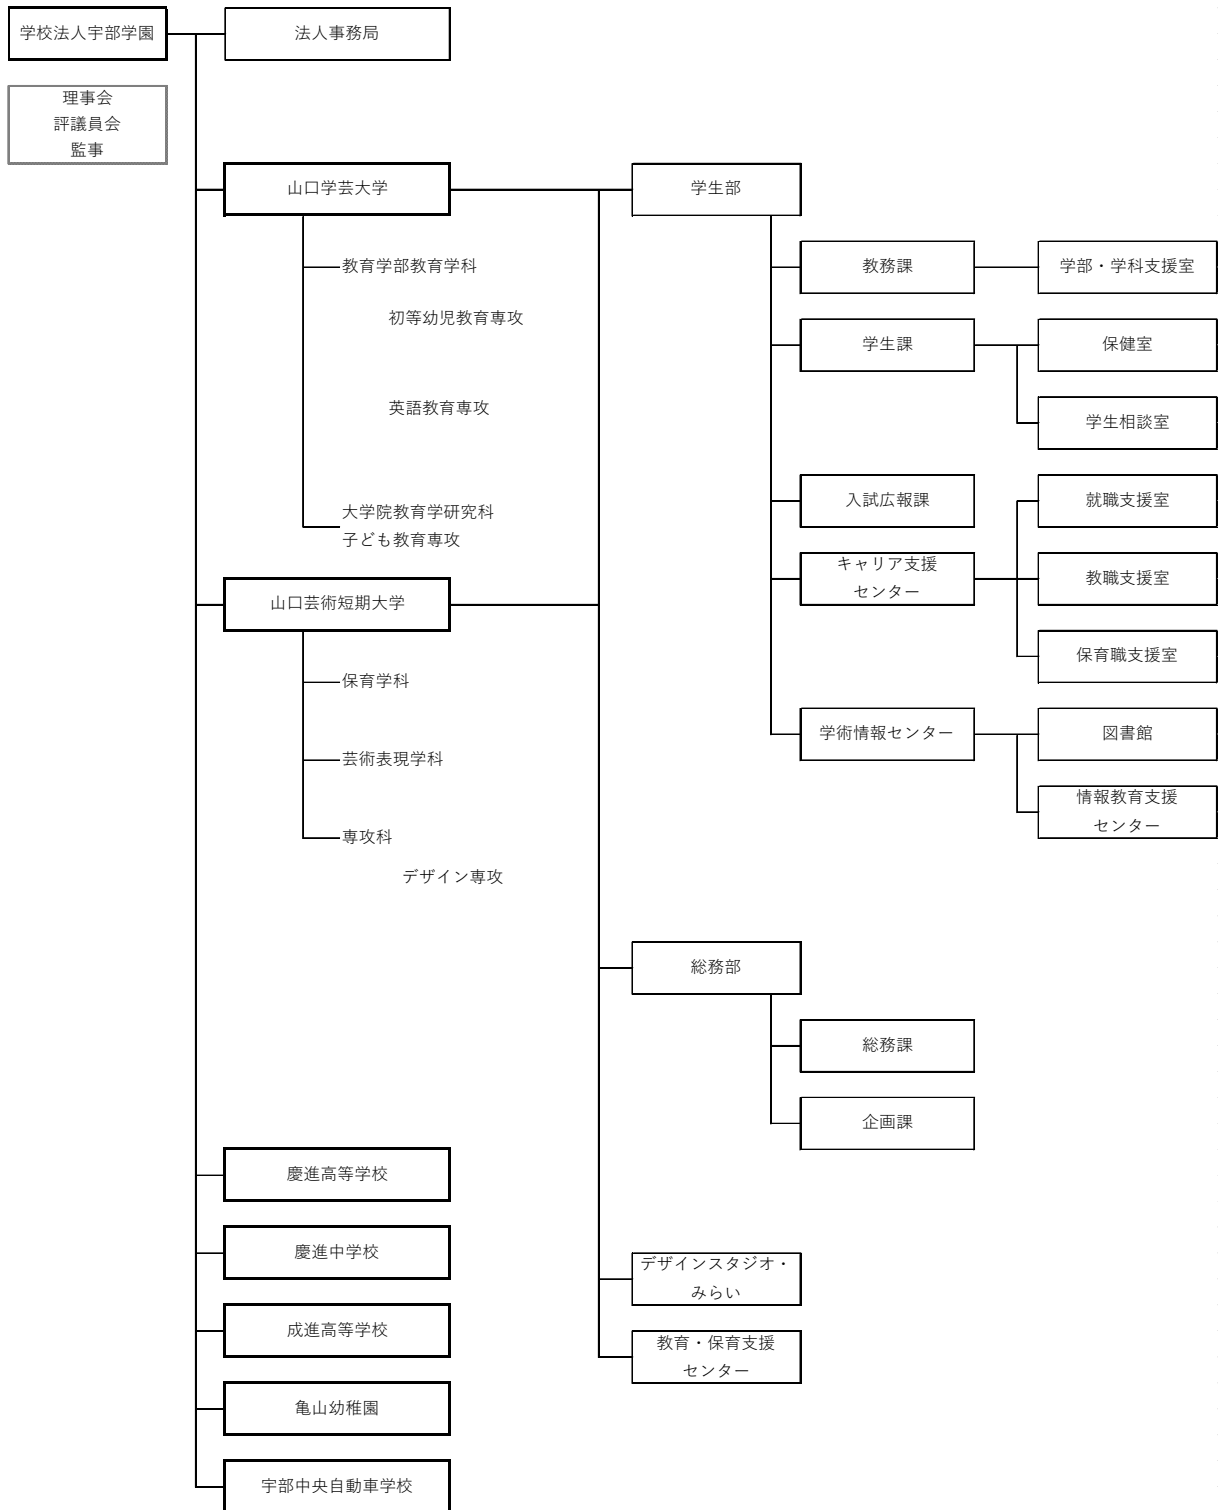 学校法人宇部学園
法人事務局
理事会
評議員会
監事
山口学芸大学
学生部
教育学部教育学科
教務課
学部・学科支援室
初等幼児教育専攻
学生課
保健室
英語教育専攻
学生相談室
大学院教育学研究科
子ども教育専攻
入試広報課
就職支援室
キャリア支援
センター
教職支援室
山口芸術短期大学
保育職支援室
保育学科
学術情報センター
図書館
芸術表現学科
情報教育支援
センター
専攻科
デザイン専攻
総務部
総務課
企画課
慶進高等学校
慶進中学校
デザインスタジオ・
みらい
成進高等学校
教育・保育支援
センター
亀山幼稚園
宇部中央自動車学校